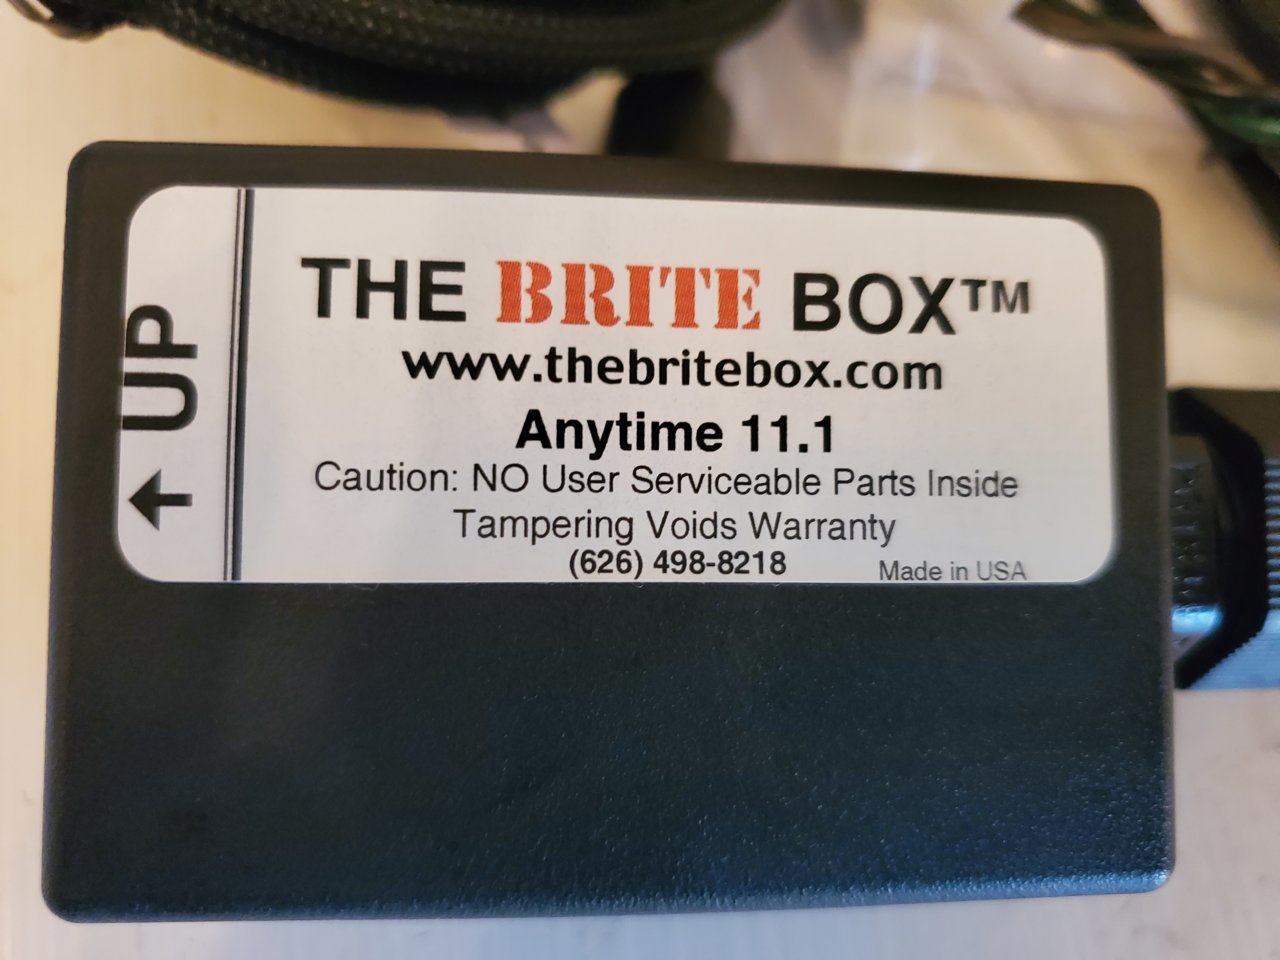 ↑ UP
THE BRITE BOX™
www.thebritebox.com
Anytime 11.1
Caution: NO User Serviceable Parts Inside
Tampering Voids Warranty
(626) 498-8218
Made in USA